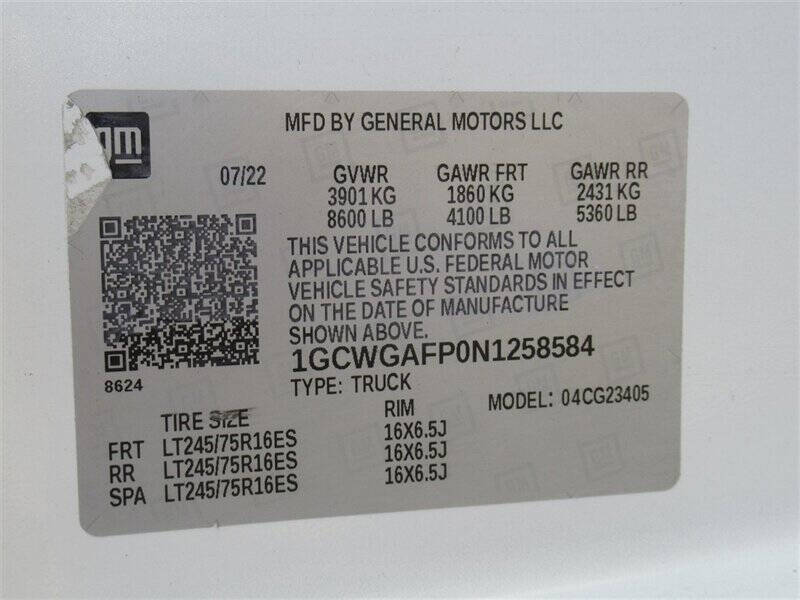 gm
MFD BY GENERAL MOTORS LLC
07/22 GVWR GAWR FRT GAWR RR
3901 KG 1860 KG 2431 KG
8600 LB 4100 LB 5360 LB
THIS VEHICLE CONFORMS TO ALL
APPLICABLE U.S. FEDERAL MOTOR
VEHICLE SAFETY STANDARDS IN EFFECT
ON THE DATE OF MANUFACTURE
SHOWN ABOVE.
1GCWGAFP0N1258584
8624
TYPE: TRUCK
MODEL: 04CG23405
TIRE SIZE RIM
FRT LT245/75R16ES 16X6.5J
RR LT245/75R16ES 16X6.5J
SPA LT245/75R16ES 16X6.5J